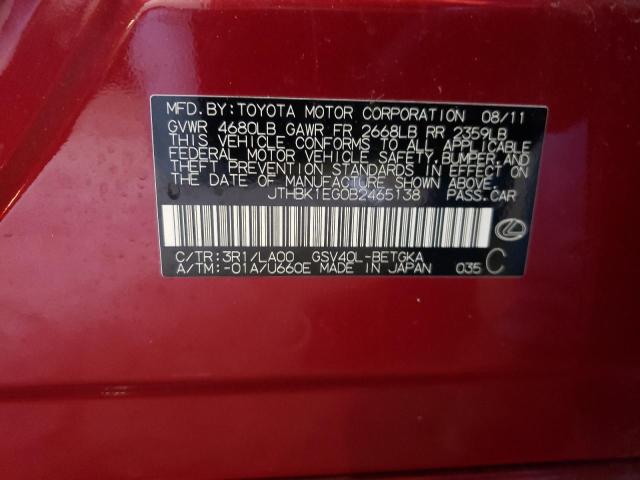 MFD. BY: TOYOTA MOTOR CORPORATION 08/11
GVWR 4680LB GAWR FR 2668LB RR 2359LB
THIS VEHICLE CONFORMS TO ALL APPLICABLE
FEDERAL MOTOR VEHICLE SAFETY, BUMPER, AND
THEFT PREVENTION STANDARDS IN EFFECT ON
THE DATE OF MANUFACTURE SHOWN ABOVE.
JTHBK1EG0B2465138 PASS.CAR
C/TR: 3R1/LA00 GSV40L-BETGKA
A/TM: -01A/U660E MADE IN JAPAN 035 C